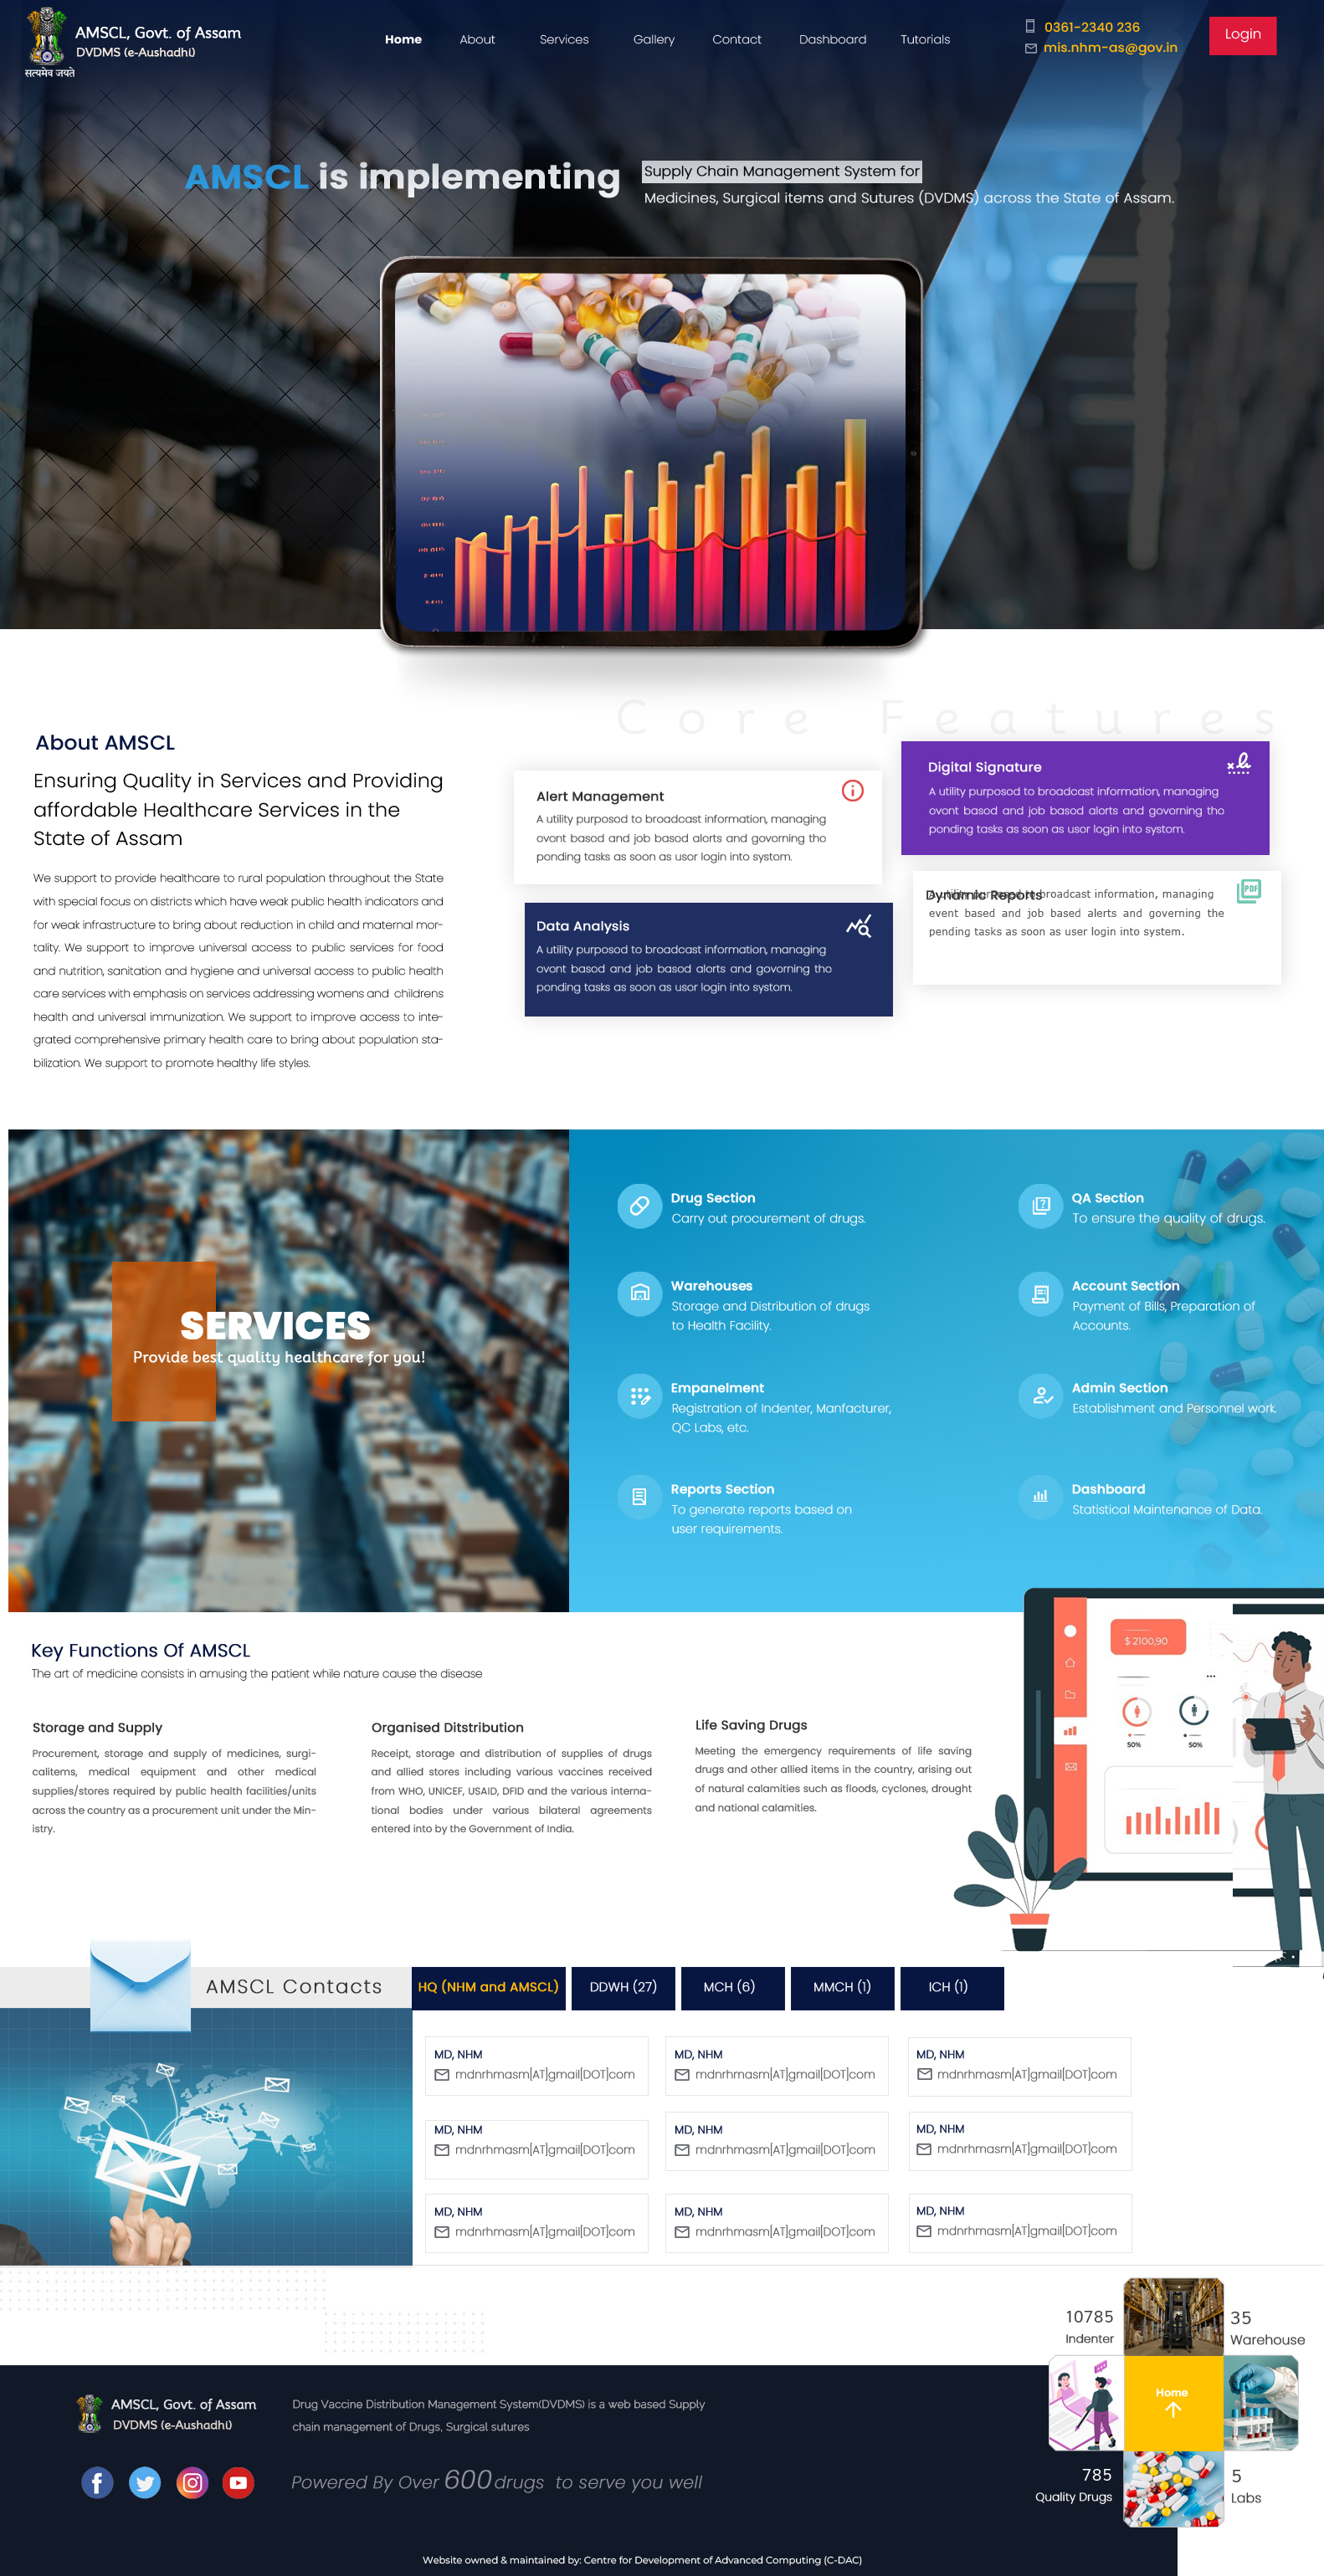 AMSCL, Govt. of Assam
DVDMS (e-Aushadhi)
सत्यमेव जयते
Home
About
Services
Gallery
Contact
Dashboard
Tutorials
0361-2340 236
mis.nhm-as@gov.in
Login
AMSCL is implementing
Supply Chain Management System for
Medicines, Surgical items and Sutures (DVDMS) across the State of Assam.
Core Features
About AMSCL
Ensuring Quality in Services and Providing
affordable Healthcare Services in the
State of Assam
We support to provide healthcare to rural population throughout the State
with special focus on districts which have weak public health indicators and
for weak infrastructure to bring about reduction in child and maternal mor-
tality. We support to improve universal access to public services for food
and nutrition, sanitation and hygiene and universal access to public health
care services with emphasis on services addressing womens and childrens
health and universal immunization. We support to improve access to inte-
grated comprehensive primary health care to bring about population sta-
bilization. We support to promote healthy life styles.
Alert Management
A utility purposod to broadcast information, managing
ovont basod and job basod alorts and govorning tho
ponding tasks as soon as usor login into systom.
Digital Signature
A utility purposod to broadcast information, managing
ovont basod and job basod alorts and govorning tho
ponding tasks as soon as usor login into systom.
Data Analysis
A utility purposod to broadcast information, managing
ovont basod and job basod alorts and govorning tho
ponding tasks as soon as usor login into systom.
Dynamic Reports
PDF
A utility purposed to broadcast information, managing
event based and job based alerts and governing the
pending tasks as soon as user login into system.
SERVICES
Provide best quality healthcare for you!
Drug Section
Carry out procurement of drugs.
QA Section
To ensure the quality of drugs.
Warehouses
Storage and Distribution of drugs
to Health Facility.
Account Section
Payment of Bills, Preparation of
Accounts.
Empanelment
Registration of Indenter, Manfacturer,
QC Labs, etc.
Admin Section
Establishment and Personnel work.
Reports Section
To generate reports based on
user requirements.
Dashboard
Statistical Maintenance of Data.
Key Functions Of AMSCL
The art of medicine consists in amusing the patient while nature cause the disease
Storage and Supply
Procurement, storage and supply of medicines, surgi-
calitems, medical equipment and other medical
supplies/stores required by public health facilities/units
across the country as a procurement unit under the Min-
istry.
Organised Ditstribution
Receipt, storage and distribution of supplies of drugs
and allied stores including various vaccines received
from WHO, UNICEF, USAID, DFID and the various interna-
tional bodies under various bilateral agreements
entered into by the Government of India.
Life Saving Drugs
Meeting the emergency requirements of life saving
drugs and other allied items in the country, arising out
of natural calamities such as floods, cyclones, drought
and national calamities.
$ 2100,90
50%
50%
AMSCL Contacts
HQ (NHM and AMSCL)
DDWH (27)
MCH (6)
MMCH (1)
ICH (1)
MD, NHM
mdnrhmasm[AT]gmail[DOT]com
MD, NHM
mdnrhmasm[AT]gmail[DOT]com
MD, NHM
mdnrhmasm[AT]gmail[DOT]com
MD, NHM
mdnrhmasm[AT]gmail[DOT]com
MD, NHM
mdnrhmasm[AT]gmail[DOT]com
MD, NHM
mdnrhmasm[AT]gmail[DOT]com
MD, NHM
mdnrhmasm[AT]gmail[DOT]com
MD, NHM
mdnrhmasm[AT]gmail[DOT]com
MD, NHM
mdnrhmasm[AT]gmail[DOT]com
10785
Indenter
35
Warehouse
Home
785
Quality Drugs
5
Labs
AMSCL, Govt. of Assam
DVDMS (e-Aushadhi)
Drug Vaccine Distribution Management System(DVDMS) is a web based Supply
chain management of Drugs, Surgical sutures
Powered By Over 600 drugs to serve you well
Website owned & maintained by: Centre for Development of Advanced Computing (C-DAC)